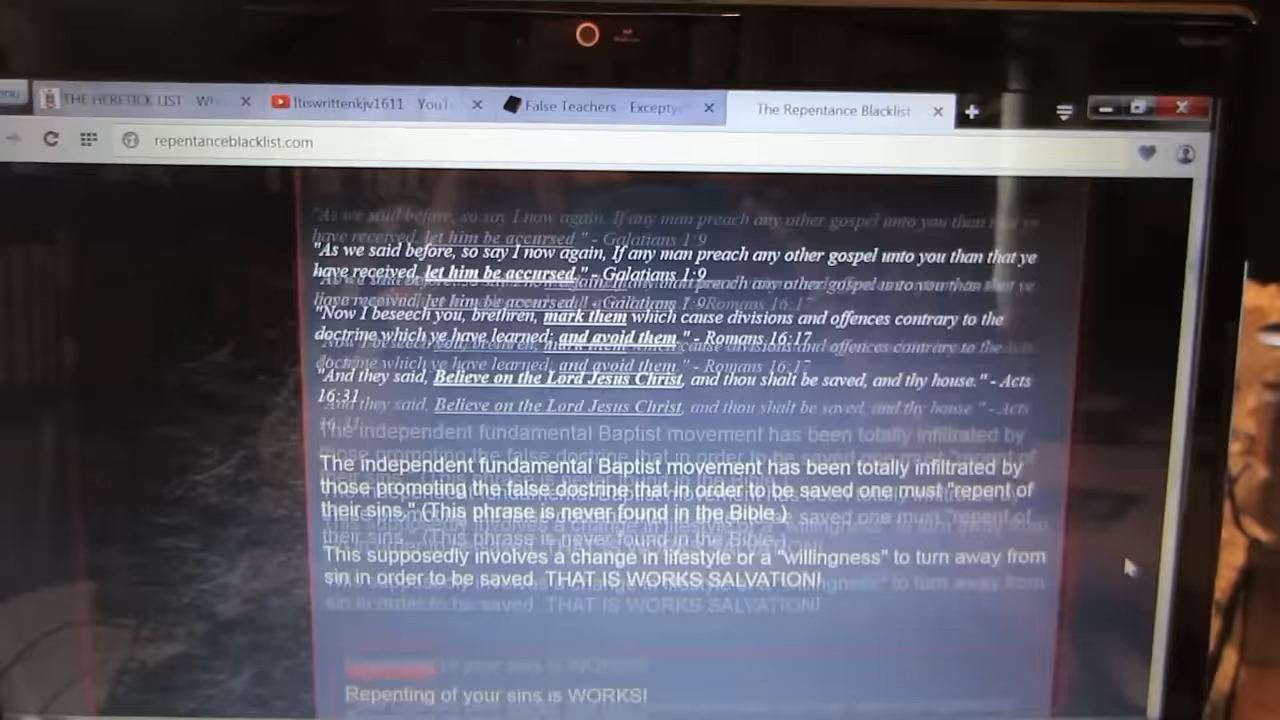 THE HERETICK LIST
Itiswrittenkjv1611 YouT
False Teachers - Excepty
The Repentance Blacklist
repentanceblacklist.com
"As we said before, so say I now again, If any man preach any other gospel unto you than that ye
have received, let him be accursed." - Galatians 1:9
"Now I beseech you, brethren, mark them which cause divisions and offences contrary to the
doctrine which ye have learned; and avoid them." - Romans 16:17
"And they said, Believe on the Lord Jesus Christ, and thou shalt be saved, and thy house." - Acts
16:31
The independent fundamental Baptist movement has been totally infiltrated by
those promoting the false doctrine that in order to be saved one must "repent of
their sins." (This phrase is never found in the Bible.)
This supposedly involves a change in lifestyle or a "willingness" to turn away from
sin in order to be saved. THAT IS WORKS SALVATION!
Repenting of your sins is WORKS!